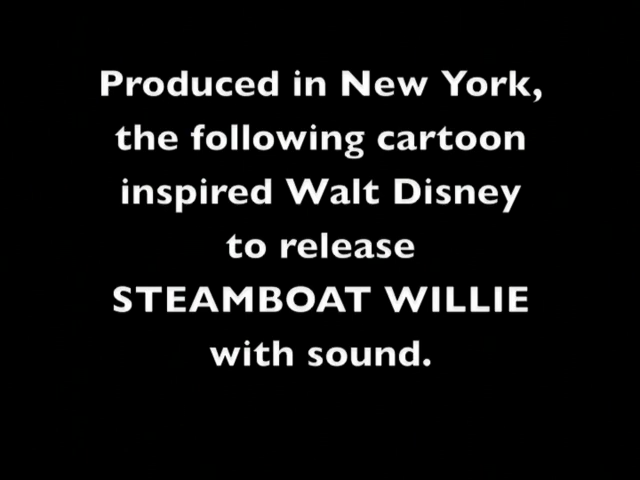 Produced in New York,
the following cartoon
inspired Walt Disney
to release
STEAMBOAT WILLIE
with sound.